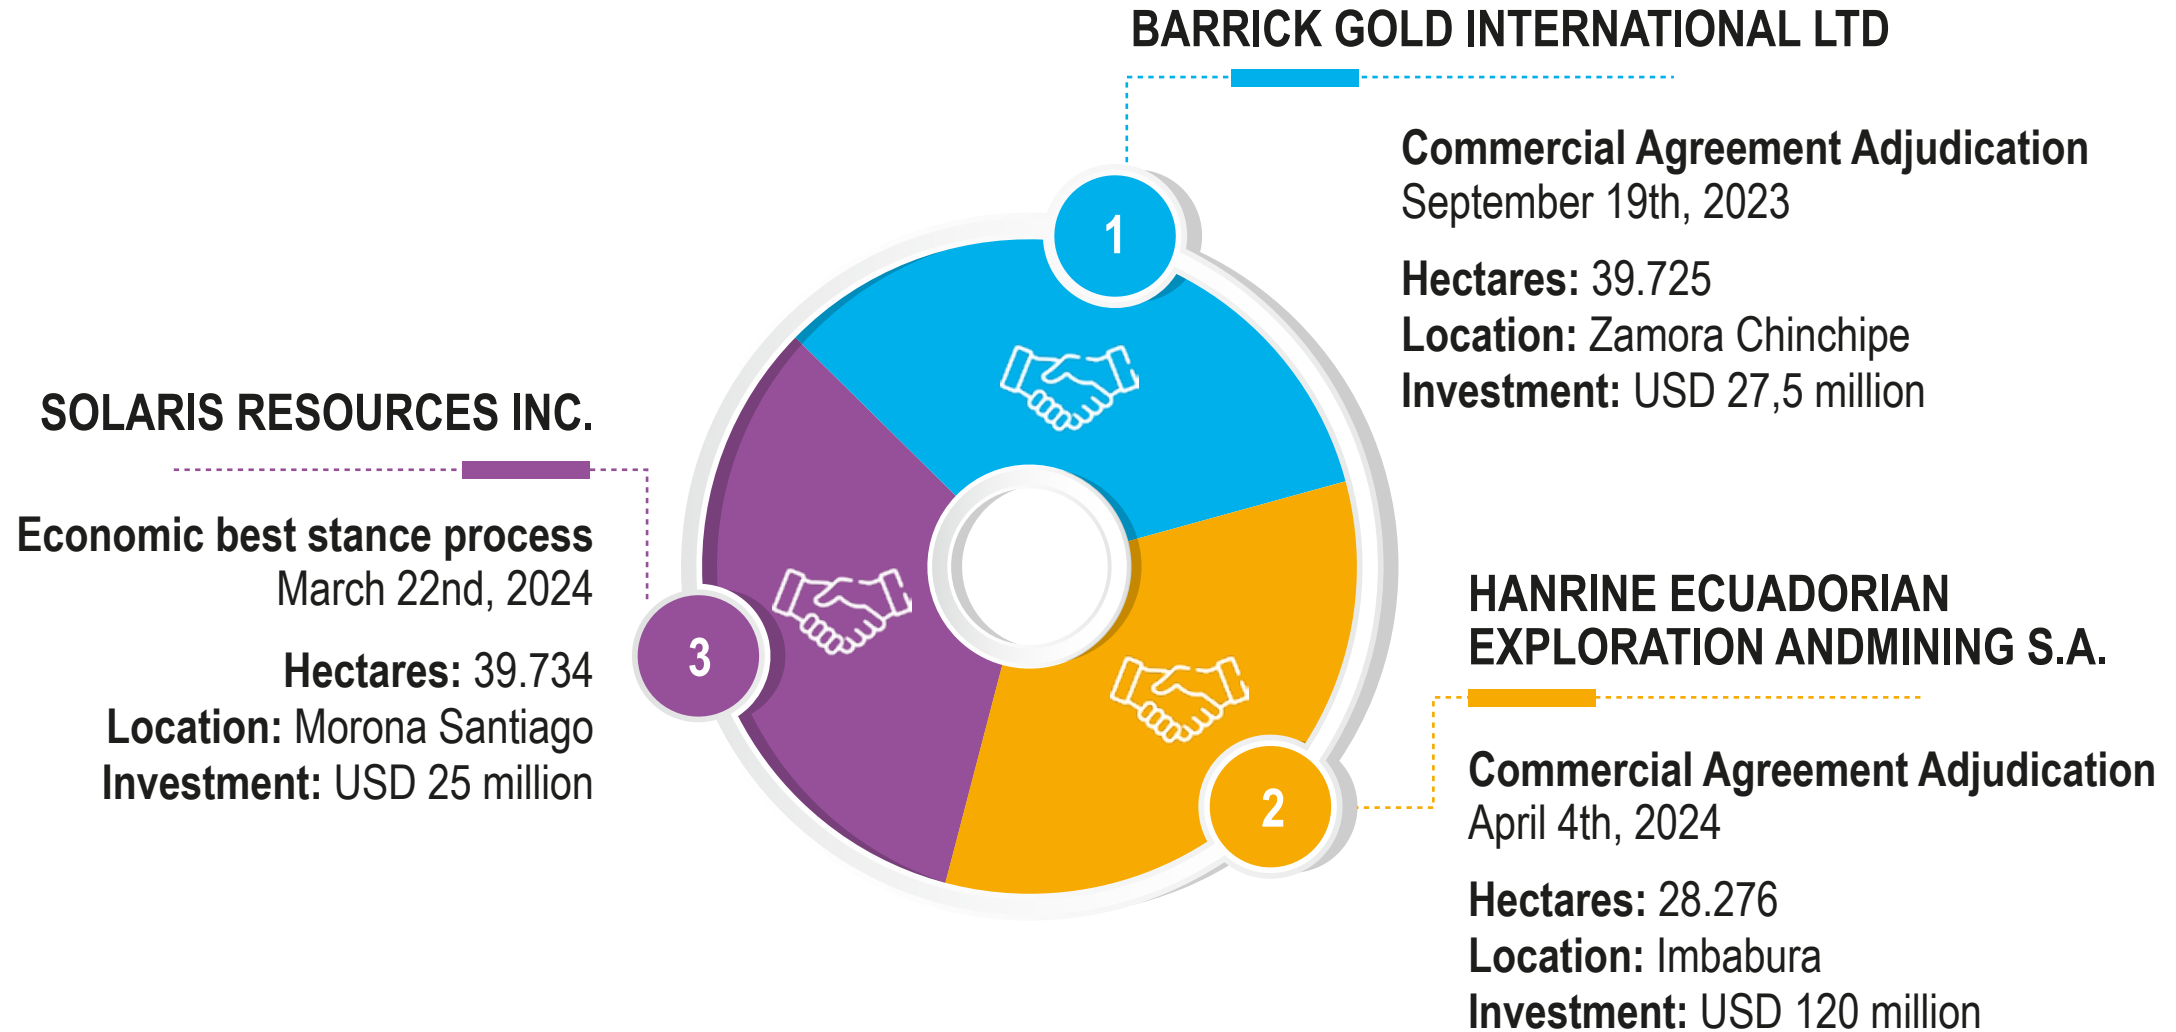 BARRICK GOLD INTERNATIONAL LTD
Commercial Agreement Adjudication
September 19th, 2023
Hectares: 39.725
Location: Zamora Chinchipe
Investment: USD 27,5 million
1
HANRINE ECUADORIAN
EXPLORATION ANDMINING S.A.
Commercial Agreement Adjudication
April 4th, 2024
Hectares: 28.276
Location: Imbabura
Investment: USD 120 million
2
SOLARIS RESOURCES INC.
Economic best stance process
March 22nd, 2024
Hectares: 39.734
Location: Morona Santiago
Investment: USD 25 million
3